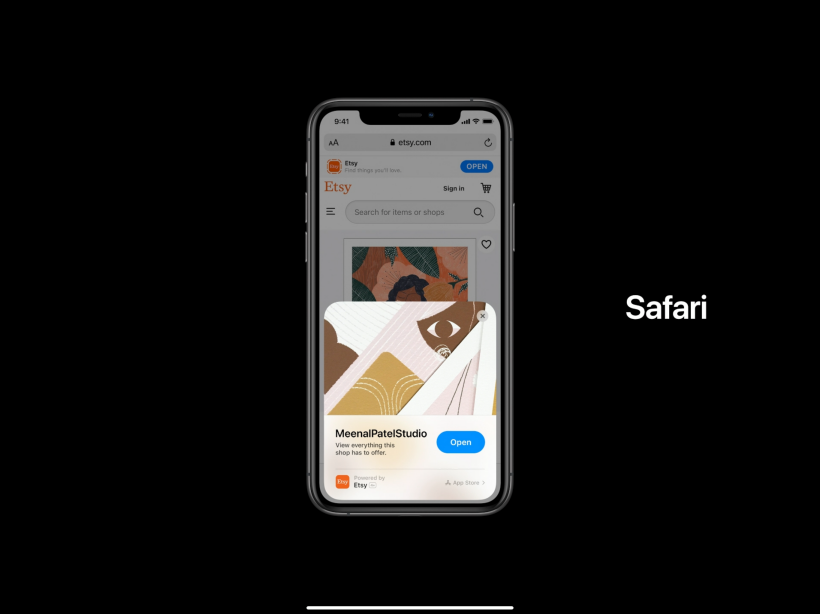 9:41
AA
etsy.com
Etsy
Etsy
Find things you'll love.
OPEN
Etsy
Sign in
Search for items or shops
Safari
MeenalPatelStudio
View everything this
shop has to offer.
Open
Etsy
Powered by
Etsy
App Store